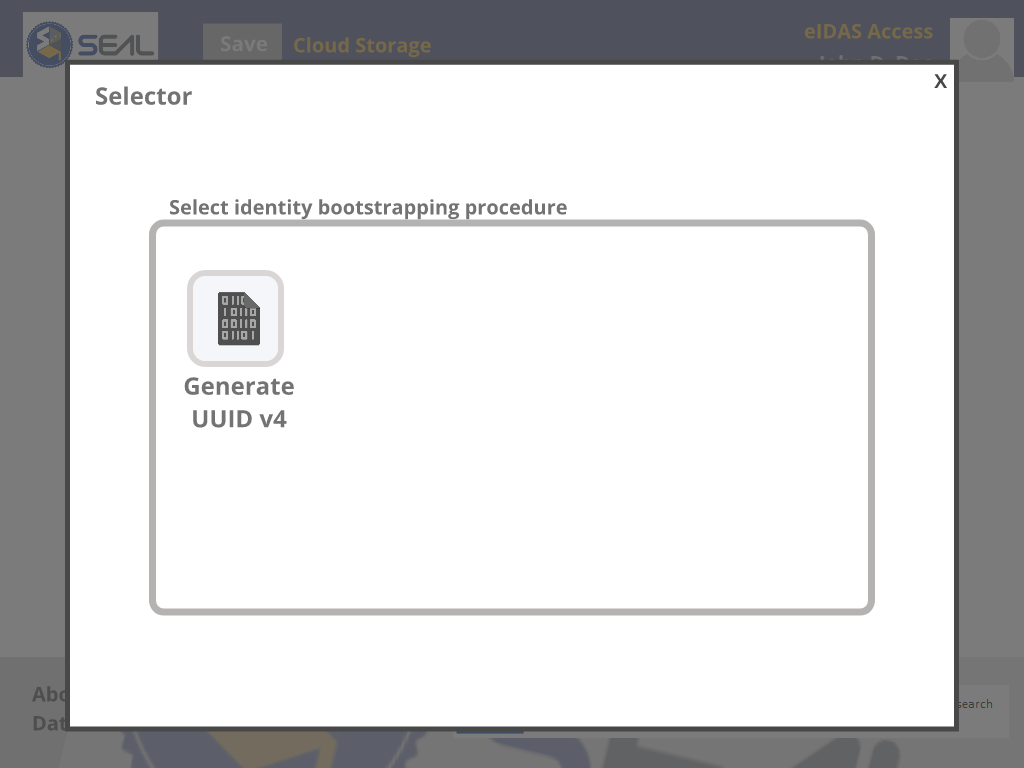 SEAL
Save
Cloud Storage
eIDAS Access
X
Selector
Select identity bootstrapping procedure
Generate
UUID v4
search